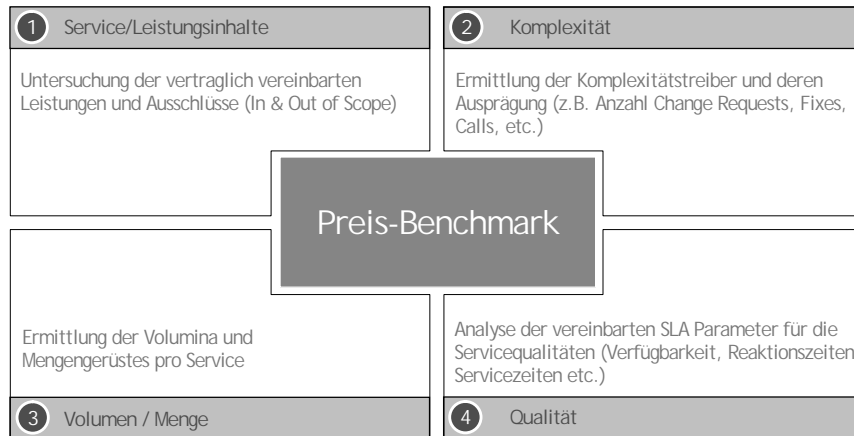 1 Service/Leistungsinhalte
Untersuchung der vertraglich vereinbarten
Leistungen und Ausschlüsse (In & Out of Scope)
2 Komplexität
Ermittlung der Komplexitätstreiber und deren
Ausprägung (z.B. Anzahl Change Requests, Fixes,
Calls, etc.)
Preis-Benchmark
Ermittlung der Volumina und
Mengengerüstes pro Service
3 Volumen / Menge
Analyse der vereinbarten SLA Parameter für die
Servicequalitäten (Verfügbarkeit, Reaktionszeiten
Servicezeiten etc.)
4 Qualität